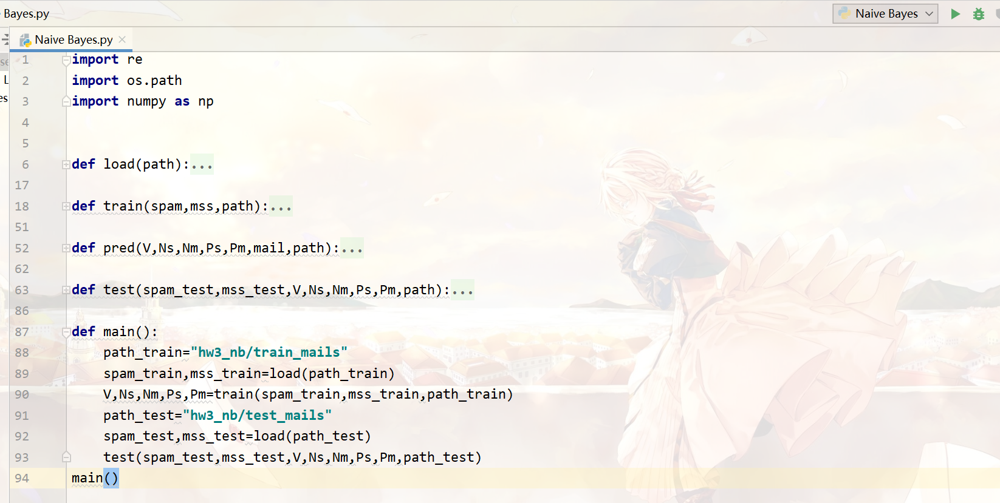 Bayes.py
Naive Bayes
Naive Bayes.py
1 import re
2 import os.path
3 import numpy as np
4
5
6 def load(path):...
17
18 def train(spam,mss,path):...
51
52 def pred(V,Ns,Nm,Ps,Pm,mail,path):...
62
63 def test(spam_test,mss_test,V,Ns,Nm,Ps,Pm,path):...
86
87 def main():
88 path_train="hw3_nb/train_mails"
89 spam_train,mss_train=load(path_train)
90 V,Ns,Nm,Ps,Pm=train(spam_train,mss_train,path_train)
91 path_test="hw3_nb/test_mails"
92 spam_test,mss_test=load(path_test)
93 test(spam_test,mss_test,V,Ns,Nm,Ps,Pm,path_test)
94 main()